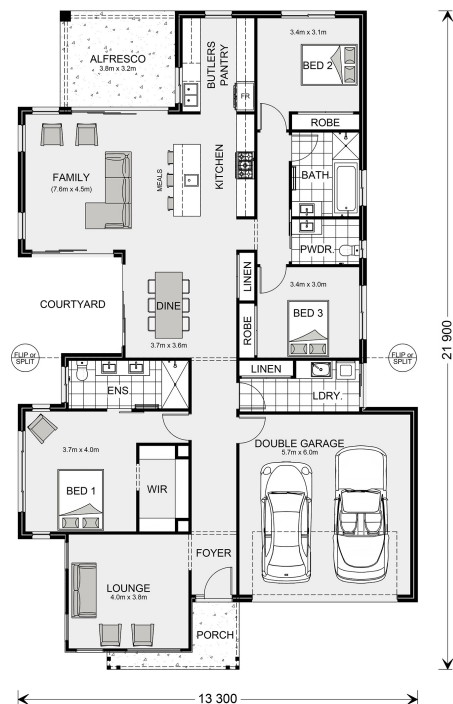 ALFRESCO
3.8m x 3.2m
BUTLERS
PANTRY
FR
3.4m x 3.1m
BED 2
ROBE
FAMILY
(7.6m x 4.5m)
MEALS
KITCHEN
BATH
PWDR.
COURTYARD
DINE
3.7m x 3.6m
LINEN
ROBE
3.4m x 3.0m
BED 3
FLIP or
SPLIT
FLIP or
SPLIT
ENS
LINEN
LDRY.
3.7m x 4.0m
BED 1
WIR
DOUBLE GARAGE
5.7m x 6.0m
FOYER
LOUNGE
4.0m x 3.8m
PORCH
21 900
13 300